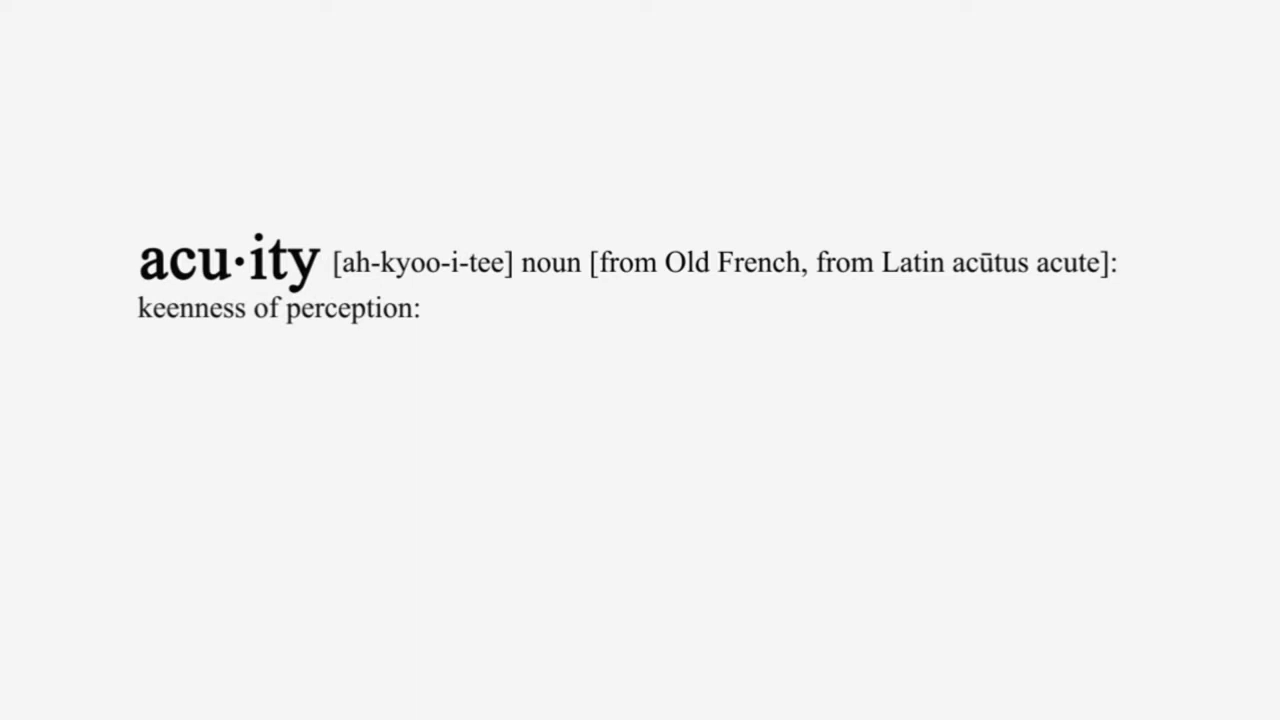 acu·ity [ah-kyoo-i-tee] noun [from Old French, from Latin acūtus acute]:
keenness of perception: